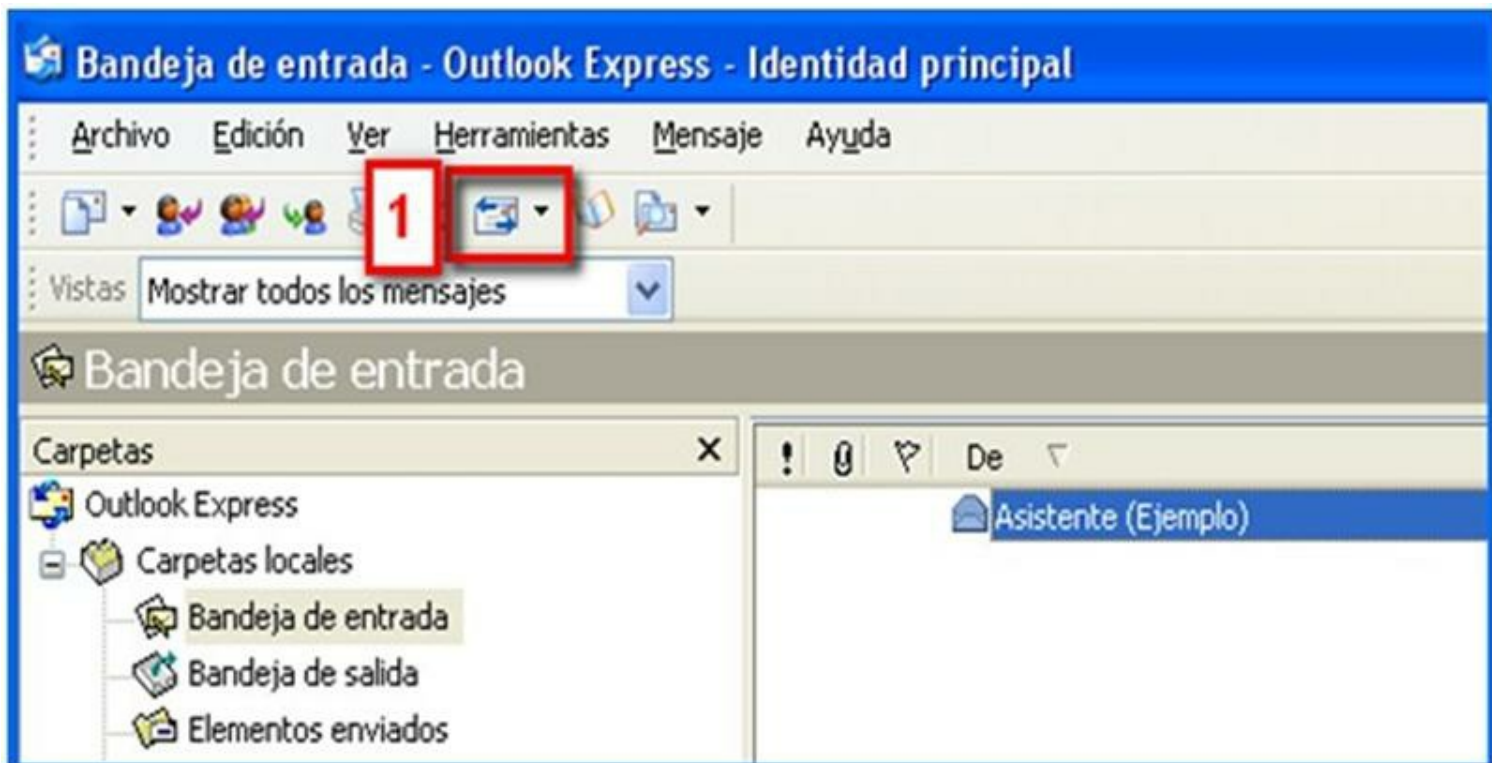 Bandeja de entrada - Outlook Express - Identidad principal
Archivo Edición Ver Herramientas Mensaje Ayuda
1
Vistas Mostrar todos los mensajes
Bandeja de entrada
Carpetas
! De
Outlook Express
Asistente (Ejemplo)
Carpetas locales
Bandeja de entrada
Bandeja de salida
Elementos enviados